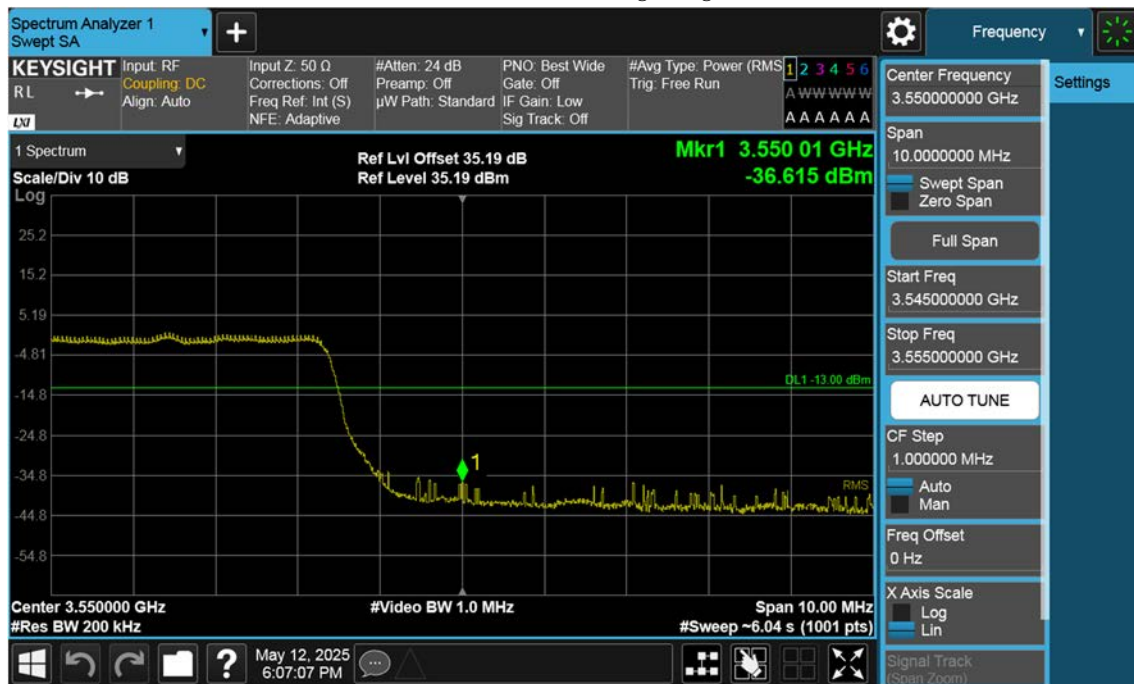 Spectrum Analyzer 1
Swept SA
+
Frequency
KEYSIGHT
RL
LXI
Input: RF
Coupling: DC
Align: Auto
Input Z: 50 Ω
Corrections: Off
Freq Ref: Int (S)
NFE: Adaptive
#Atten: 24 dB
Preamp: Off
µW Path: Standard
PNO: Best Wide
Gate: Off
IF Gain: Low
Sig Track: Off
#Avg Type: Power (RMS
Trig: Free Run
1 2 3 4 5 6
A W W W W W
A A A A A A
1 Spectrum
Scale/Div 10 dB
Log
Ref Lvl Offset 35.19 dB
Ref Level 35.19 dBm
Mkr1 3.550 01 GHz
-36.615 dBm
25.2
15.2
5.19
-4.81
-14.8
-24.8
-34.8
-44.8
-54.8
DL1 -13.00 dBm
1
RMS
Center 3.550000 GHz
#Res BW 200 kHz
#Video BW 1.0 MHz
Span 10.00 MHz
#Sweep ~6.04 s (1001 pts)
Center Frequency
3.550000000 GHz
Span
10.0000000 MHz
Swept Span
Zero Span
Full Span
Start Freq
3.545000000 GHz
Stop Freq
3.555000000 GHz
AUTO TUNE
CF Step
1.000000 MHz
Auto
Man
Freq Offset
0 Hz
X Axis Scale
Log
Lin
Signal Track
(Span Zoom)
Settings
?
May 12, 2025
6:07:07 PM